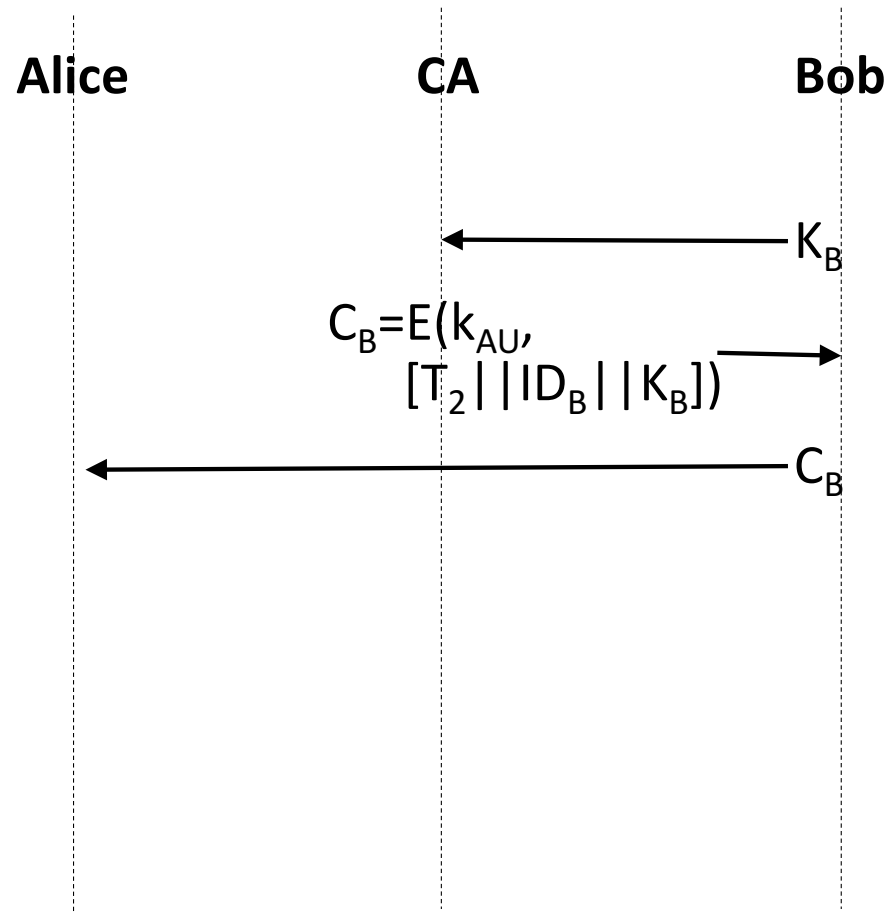 Alice CA Bob
K_B
C_B=E(k_AU,
[T_2||ID_B||K_B])
C_B